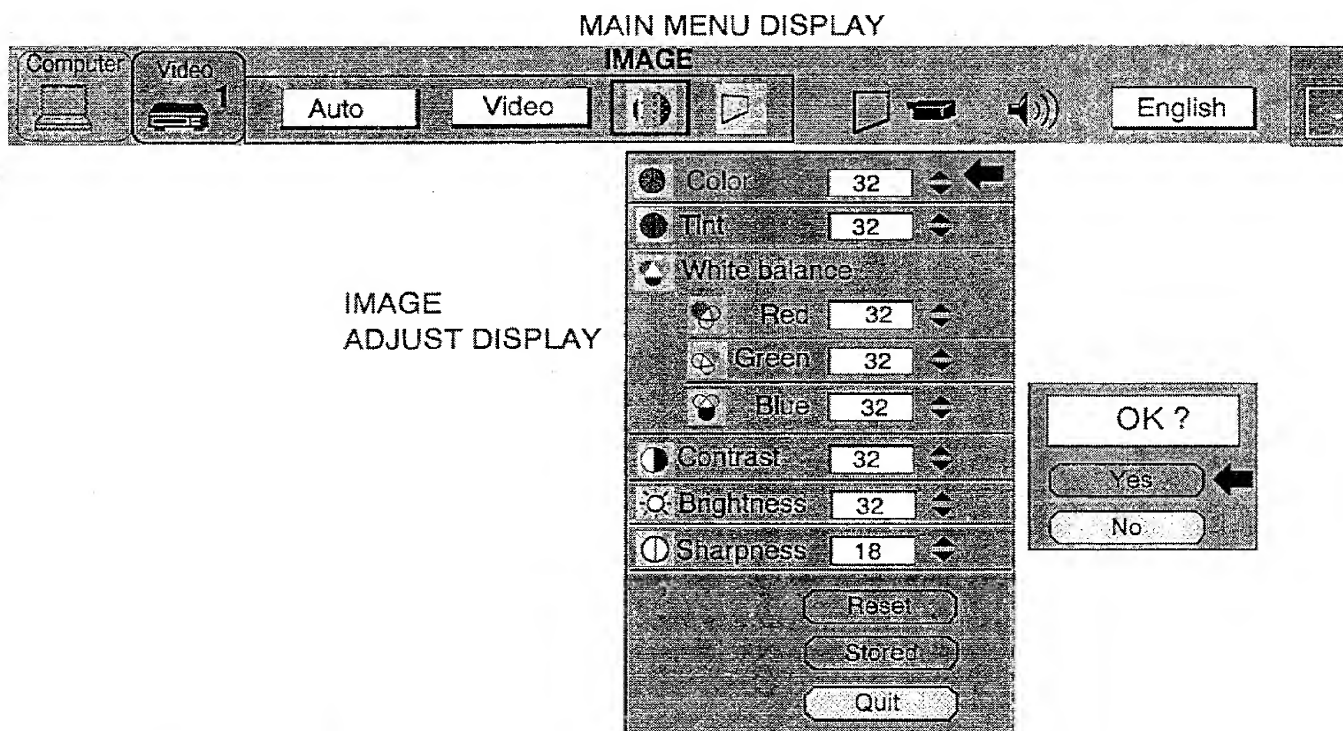 MAIN MENU DISPLAY
IMAGE
Computer
Video
1
Auto
Video
English
Color 32
Tint 32
White balance
Red 32
Green 32
Blue 32
Contrast 32
Brightness 32
Sharpness 18
Reset
Stored
Quit
IMAGE
ADJUST DISPLAY
OK ?
Yes
No